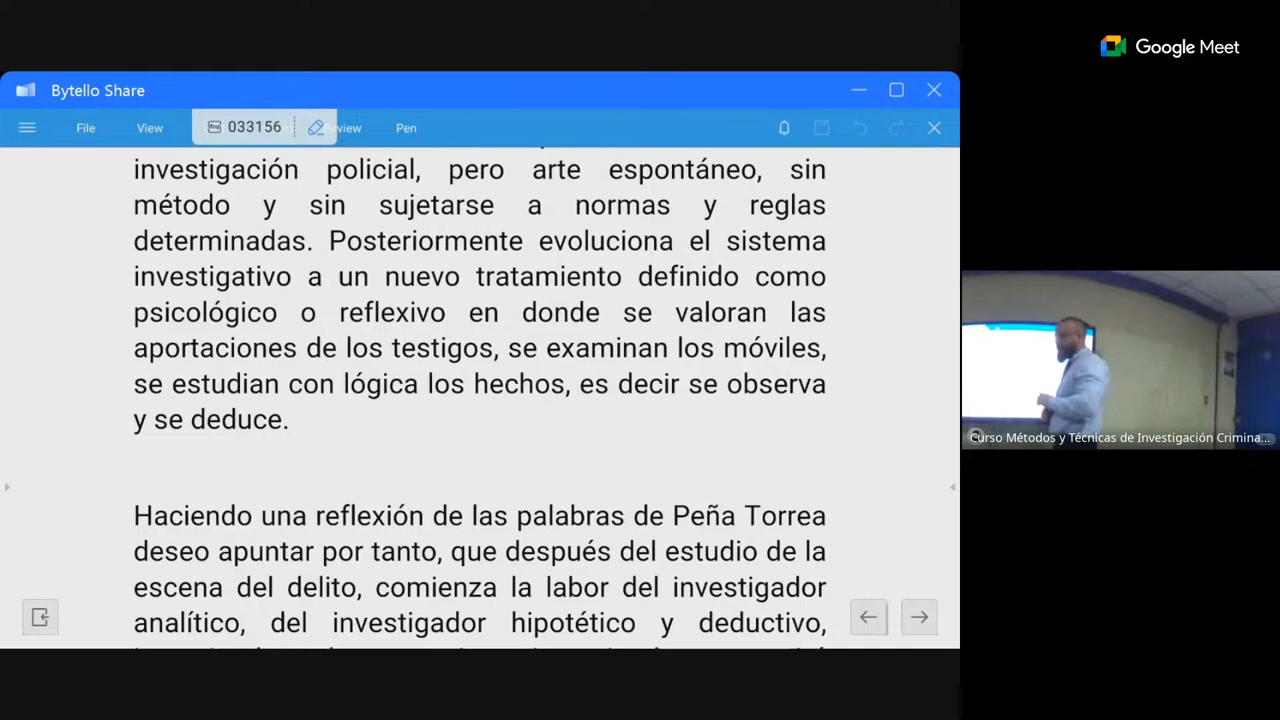 Google Meet
Bytello Share
File View 033156 Review Pen
investigación policial, pero arte espontáneo, sin
método y sin sujetarse a normas y reglas
determinadas. Posteriormente evoluciona el sistema
investigativo a un nuevo tratamiento definido como
psicológico o reflexivo en donde se valoran las
aportaciones de los testigos, se examinan los móviles,
se estudian con lógica los hechos, es decir se observa
y se deduce.
Haciendo una reflexión de las palabras de Peña Torrea
deseo apuntar por tanto, que después del estudio de la
escena del delito, comienza la labor del investigador
analítico, del investigador hipotético y deductivo,
Curso Métodos y Técnicas de Investigación Crimina...